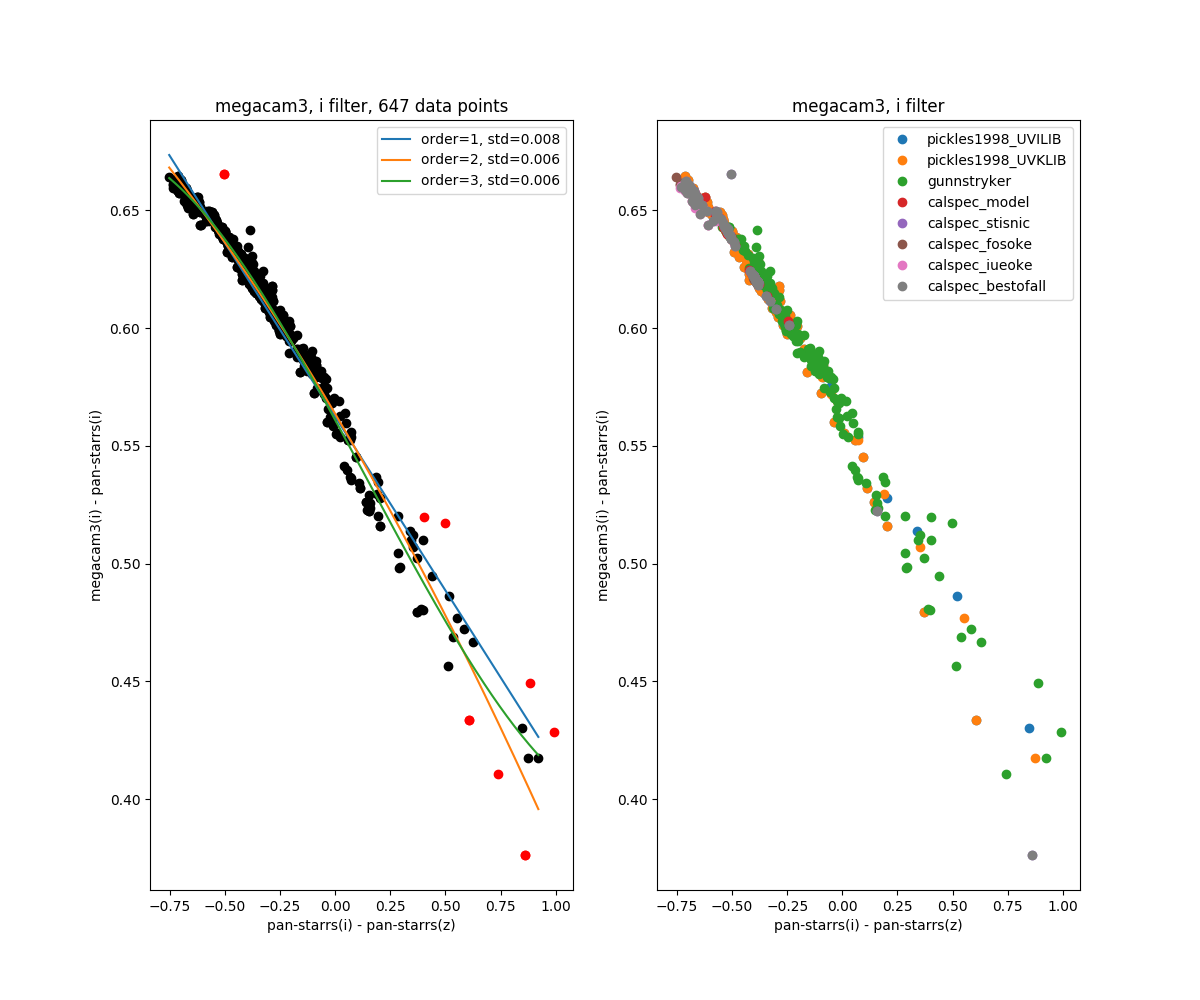 megacam3, i filter, 647 data points
order=1, std=0.008
order=2, std=0.006
order=3, std=0.006
0.65
0.60
0.55
0.50
0.45
0.40
megacam3(i) - pan-starrs(i)
−0.75 −0.50 −0.25 0.00 0.25 0.50 0.75 1.00
pan-starrs(i) - pan-starrs(z)
megacam3, i filter
pickles1998_UVILIB
pickles1998_UVKLIB
gunnstryker
calspec_model
calspec_stisnic
calspec_fosoke
calspec_iueoke
calspec_bestofall
0.65
0.60
0.55
0.50
0.45
0.40
megacam3(i) - pan-starrs(i)
−0.75 −0.50 −0.25 0.00 0.25 0.50 0.75 1.00
pan-starrs(i) - pan-starrs(z)